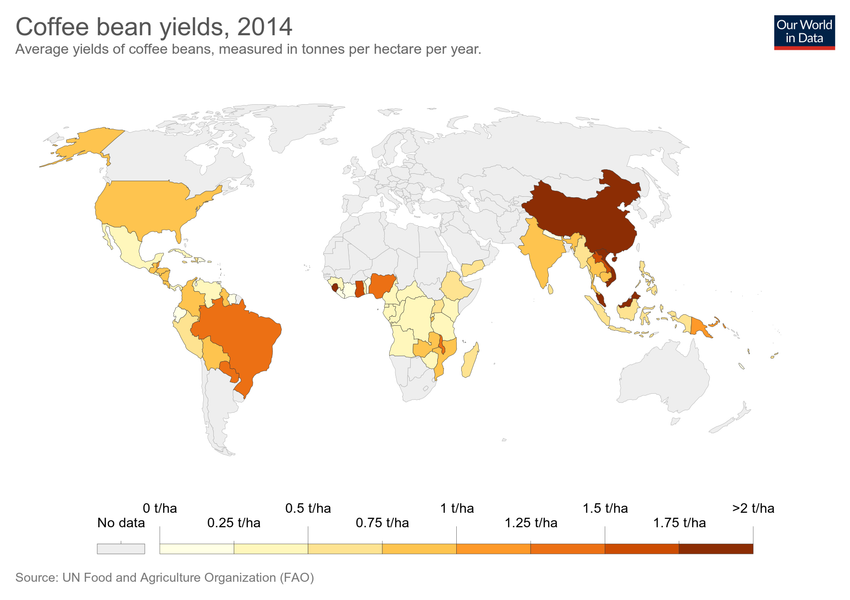 Coffee bean yields, 2014
Average yields of coffee beans, measured in tonnes per hectare per year.
Our World
in Data
No data
0 t/ha
0.25 t/ha
0.5 t/ha
0.75 t/ha
1 t/ha
1.25 t/ha
1.5 t/ha
1.75 t/ha
>2 t/ha
Source: UN Food and Agriculture Organization (FAO)